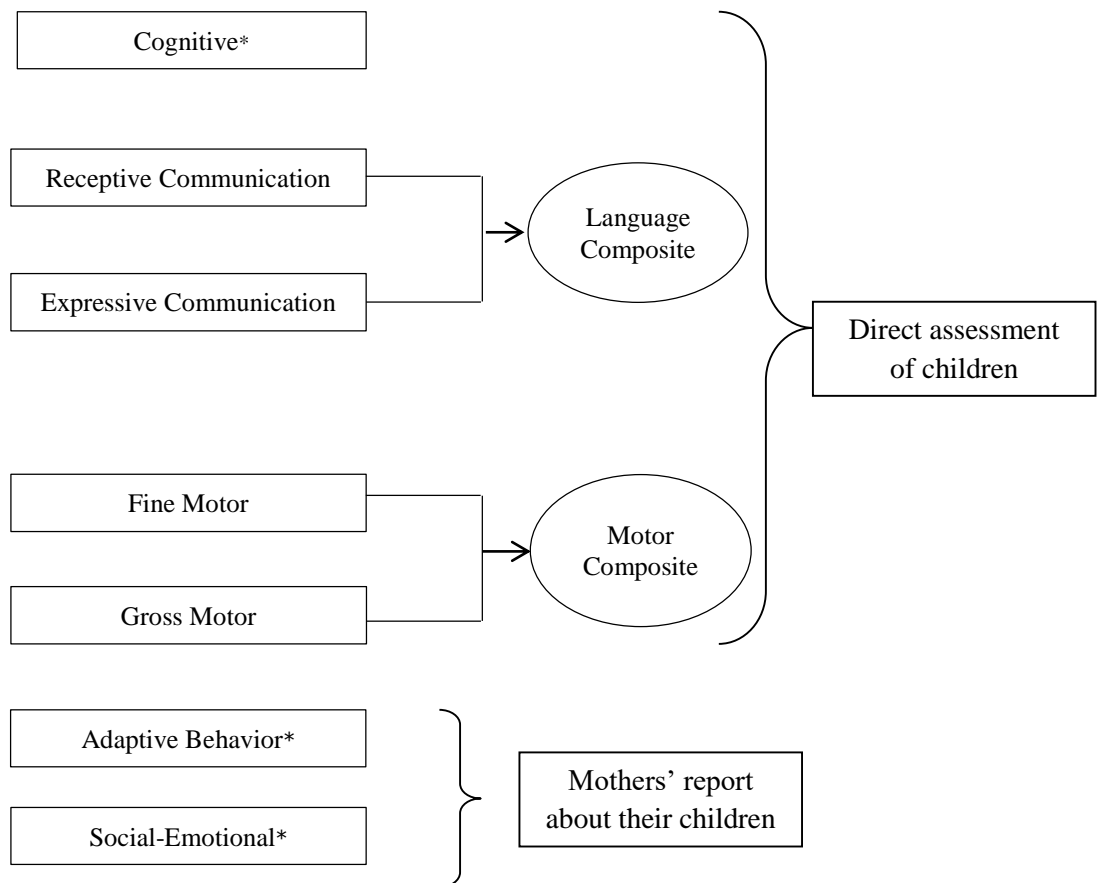 Cognitive*
Receptive Communication
Expressive Communication
Language
Composite
Direct assessment
of children
Fine Motor
Gross Motor
Motor
Composite
Adaptive Behavior*
Social-Emotional*
Mothers’ report
about their children